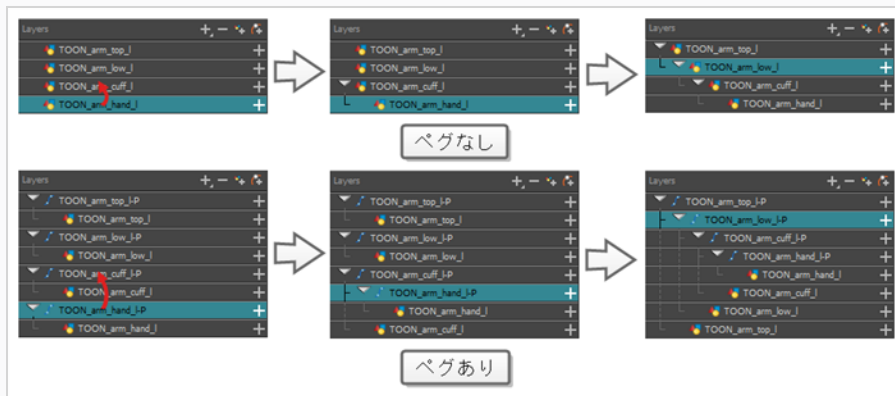 Layers
TOON_arm_top_l
TOON_arm_low_l
TOON_arm_cuff_l
TOON_arm_hand_l
Layers
TOON_arm_top_l
TOON_arm_low_l
TOON_arm_cuff_l
TOON_arm_hand_l
Layers
TOON_arm_top_l
TOON_arm_low_l
TOON_arm_cuff_l
TOON_arm_hand_l
ペグなし
Layers
TOON_arm_top_l-P
TOON_arm_top_l
TOON_arm_low_l-P
TOON_arm_low_l
TOON_arm_cuff_l-P
TOON_arm_cuff_l
TOON_arm_hand_l-P
TOON_arm_hand_l
Layers
TOON_arm_top_l-P
TOON_arm_top_l
TOON_arm_low_l-P
TOON_arm_low_l
TOON_arm_cuff_l-P
TOON_arm_hand_l-P
TOON_arm_hand_l
TOON_arm_cuff_l
Layers
TOON_arm_top_l-P
TOON_arm_low_l-P
TOON_arm_cuff_l-P
TOON_arm_hand_l-P
TOON_arm_hand_l
TOON_arm_cuff_l
TOON_arm_low_l
TOON_arm_top_l
ペグあり